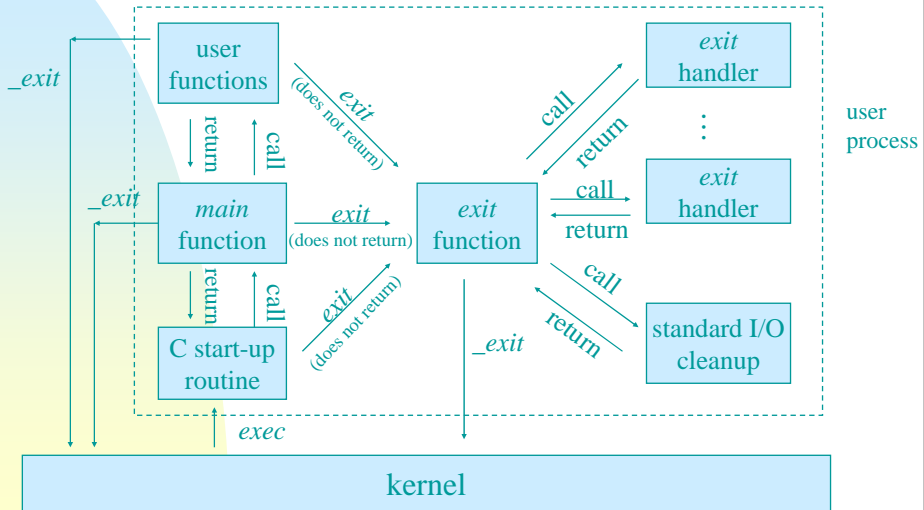 user
functions
_exit
exit
(does not return)
return
call
exit
handler
call
return
⋮
user
process
_exit
main
function
exit
(does not return)
exit
function
call
return
exit
handler
return
call
exit
(does not return)
call
return
C start-up
routine
_exit
standard I/O
cleanup
exec
kernel